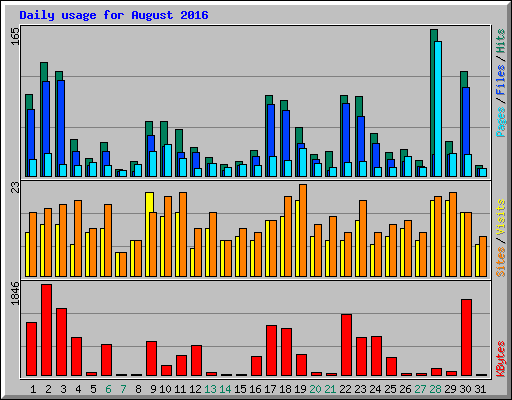 Daily usage for August 2016
165
Pages/Files/Hits
23
Sites/Visits
1846
KBytes
1 2 3 4 5 6 7 8 9 10 11 12 13 14 15 16 17 18 19 20 21 22 23 24 25 26 27 28 29 30 31